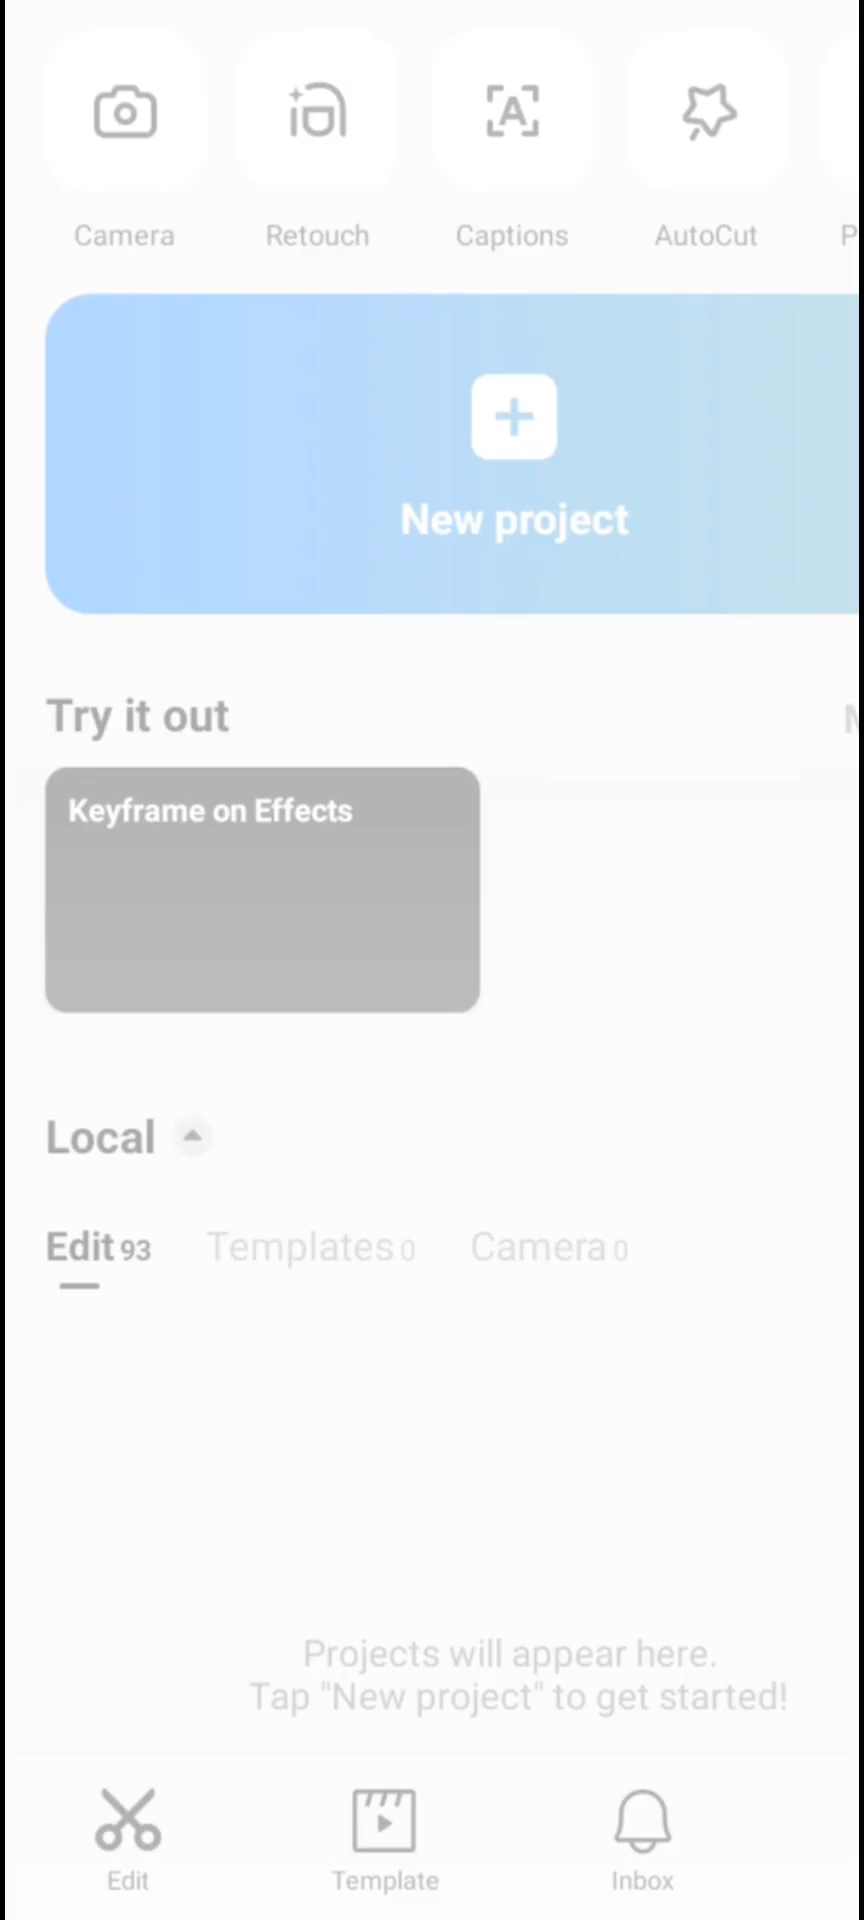 Camera
Retouch
Captions
AutoCut
New project
Try it out
Keyframe on Effects
Local
Edit 93
Templates 0
Camera 0
Projects will appear here.
Tap "New project" to get started!
Edit
Template
Inbox